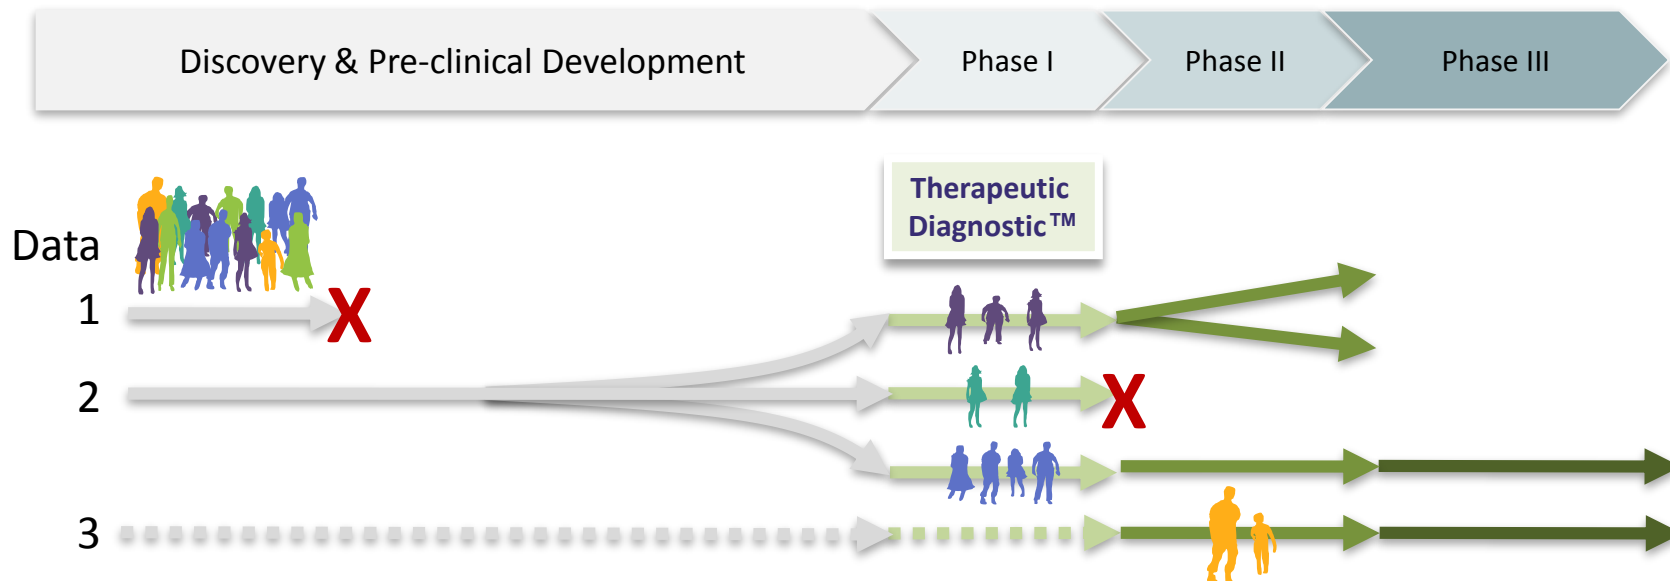 Discovery & Pre-clinical Development
Phase I
Phase II
Phase III
Therapeutic
Diagnostic™
Data
1
X
2
X
3